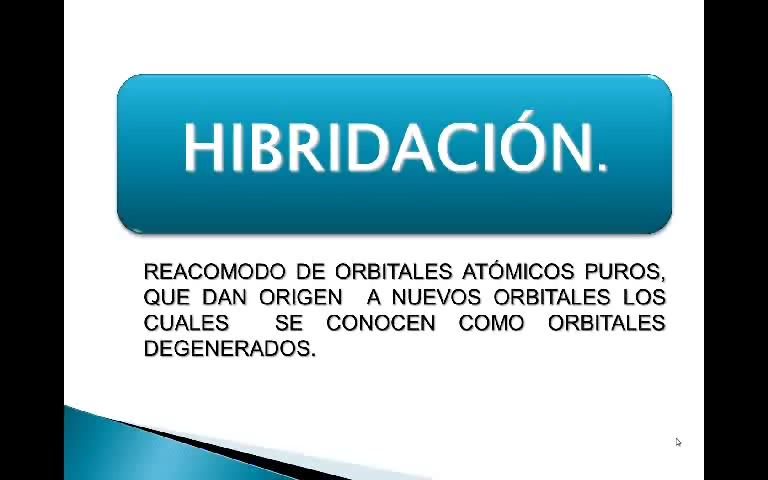 HIBRIDACIÓN.
REACOMODO DE ORBITALES ATÓMICOS PUROS,
QUE DAN ORIGEN A NUEVOS ORBITALES LOS
CUALES SE CONOCEN COMO ORBITALES
DEGENERADOS.